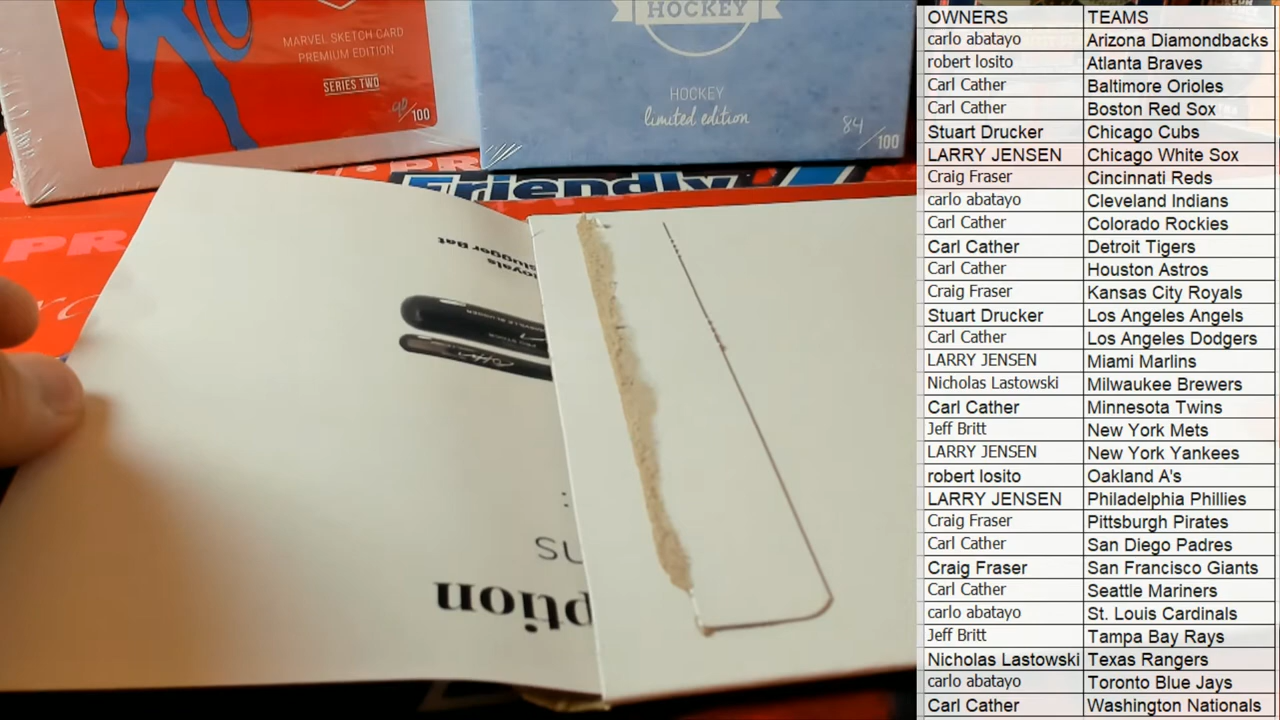 MARVEL SKETCH CARD
PREMIUM EDITION
SERIES TWO
90/100
HOCKEY
HOCKEY
limited edition
84/100
Friendly
PR
Slugger Bat
oyals
:
SU
ption
OWNERS TEAMS
carlo abatayo Arizona Diamondbacks
robert losito Atlanta Braves
Carl Cather Baltimore Orioles
Carl Cather Boston Red Sox
Stuart Drucker Chicago Cubs
LARRY JENSEN Chicago White Sox
Craig Fraser Cincinnati Reds
carlo abatayo Cleveland Indians
Carl Cather Colorado Rockies
Carl Cather Detroit Tigers
Carl Cather Houston Astros
Craig Fraser Kansas City Royals
Stuart Drucker Los Angeles Angels
Carl Cather Los Angeles Dodgers
LARRY JENSEN Miami Marlins
Nicholas Lastowski Milwaukee Brewers
Carl Cather Minnesota Twins
Jeff Britt New York Mets
LARRY JENSEN New York Yankees
robert losito Oakland A's
LARRY JENSEN Philadelphia Phillies
Craig Fraser Pittsburgh Pirates
Carl Cather San Diego Padres
Craig Fraser San Francisco Giants
Carl Cather Seattle Mariners
carlo abatayo St. Louis Cardinals
Jeff Britt Tampa Bay Rays
Nicholas Lastowski Texas Rangers
carlo abatayo Toronto Blue Jays
Carl Cather Washington Nationals